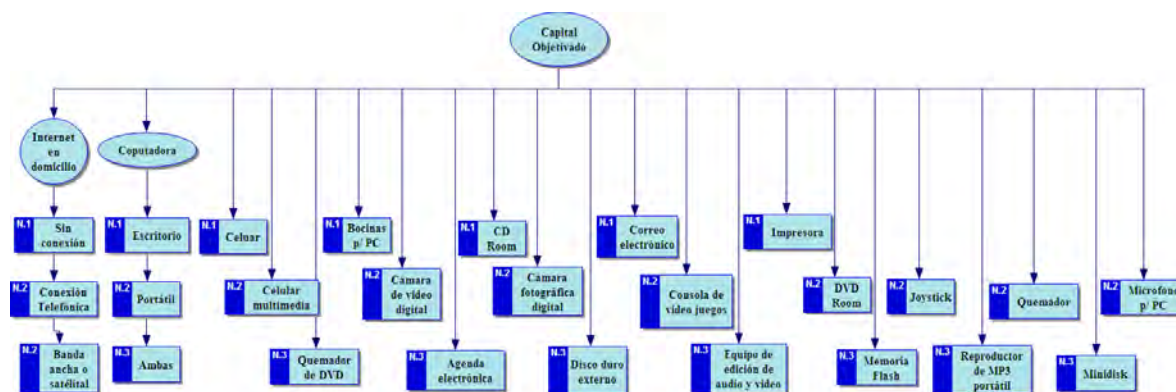 Capital
Objetivado
Internet
en
domicilio
Coputadora
N.1
Sin
conexión
N.1
Escritorio
N.1
Celuar
N.1
Bocinas
p/ PC
N.1
CD
Room
N.1
Correo
electrónico
N.1
Impresora
N.2
Conexión
Telefónica
N.2
Portátil
N.2
Celular
multimedia
N.2
Cámara
de vídeo
digital
N.2
Cámara
fotográfica
digital
N.2
Consola de
vídeo juegos
N.2
DVD
Room
N.2
Joystick
N.2
Quemador
N.2
Microfono
p/ PC
N.2
Banda
ancha o
satélital
N.3
Ambas
N.3
Quemador
de DVD
N.3
Agenda
electrónica
N.3
Disco duro
externo
N.3
Equipo de
edición de
audio y video
N.3
Memoria
Flash
N.3
Reproductor
de MP3
portátil
N.3
Minidisk